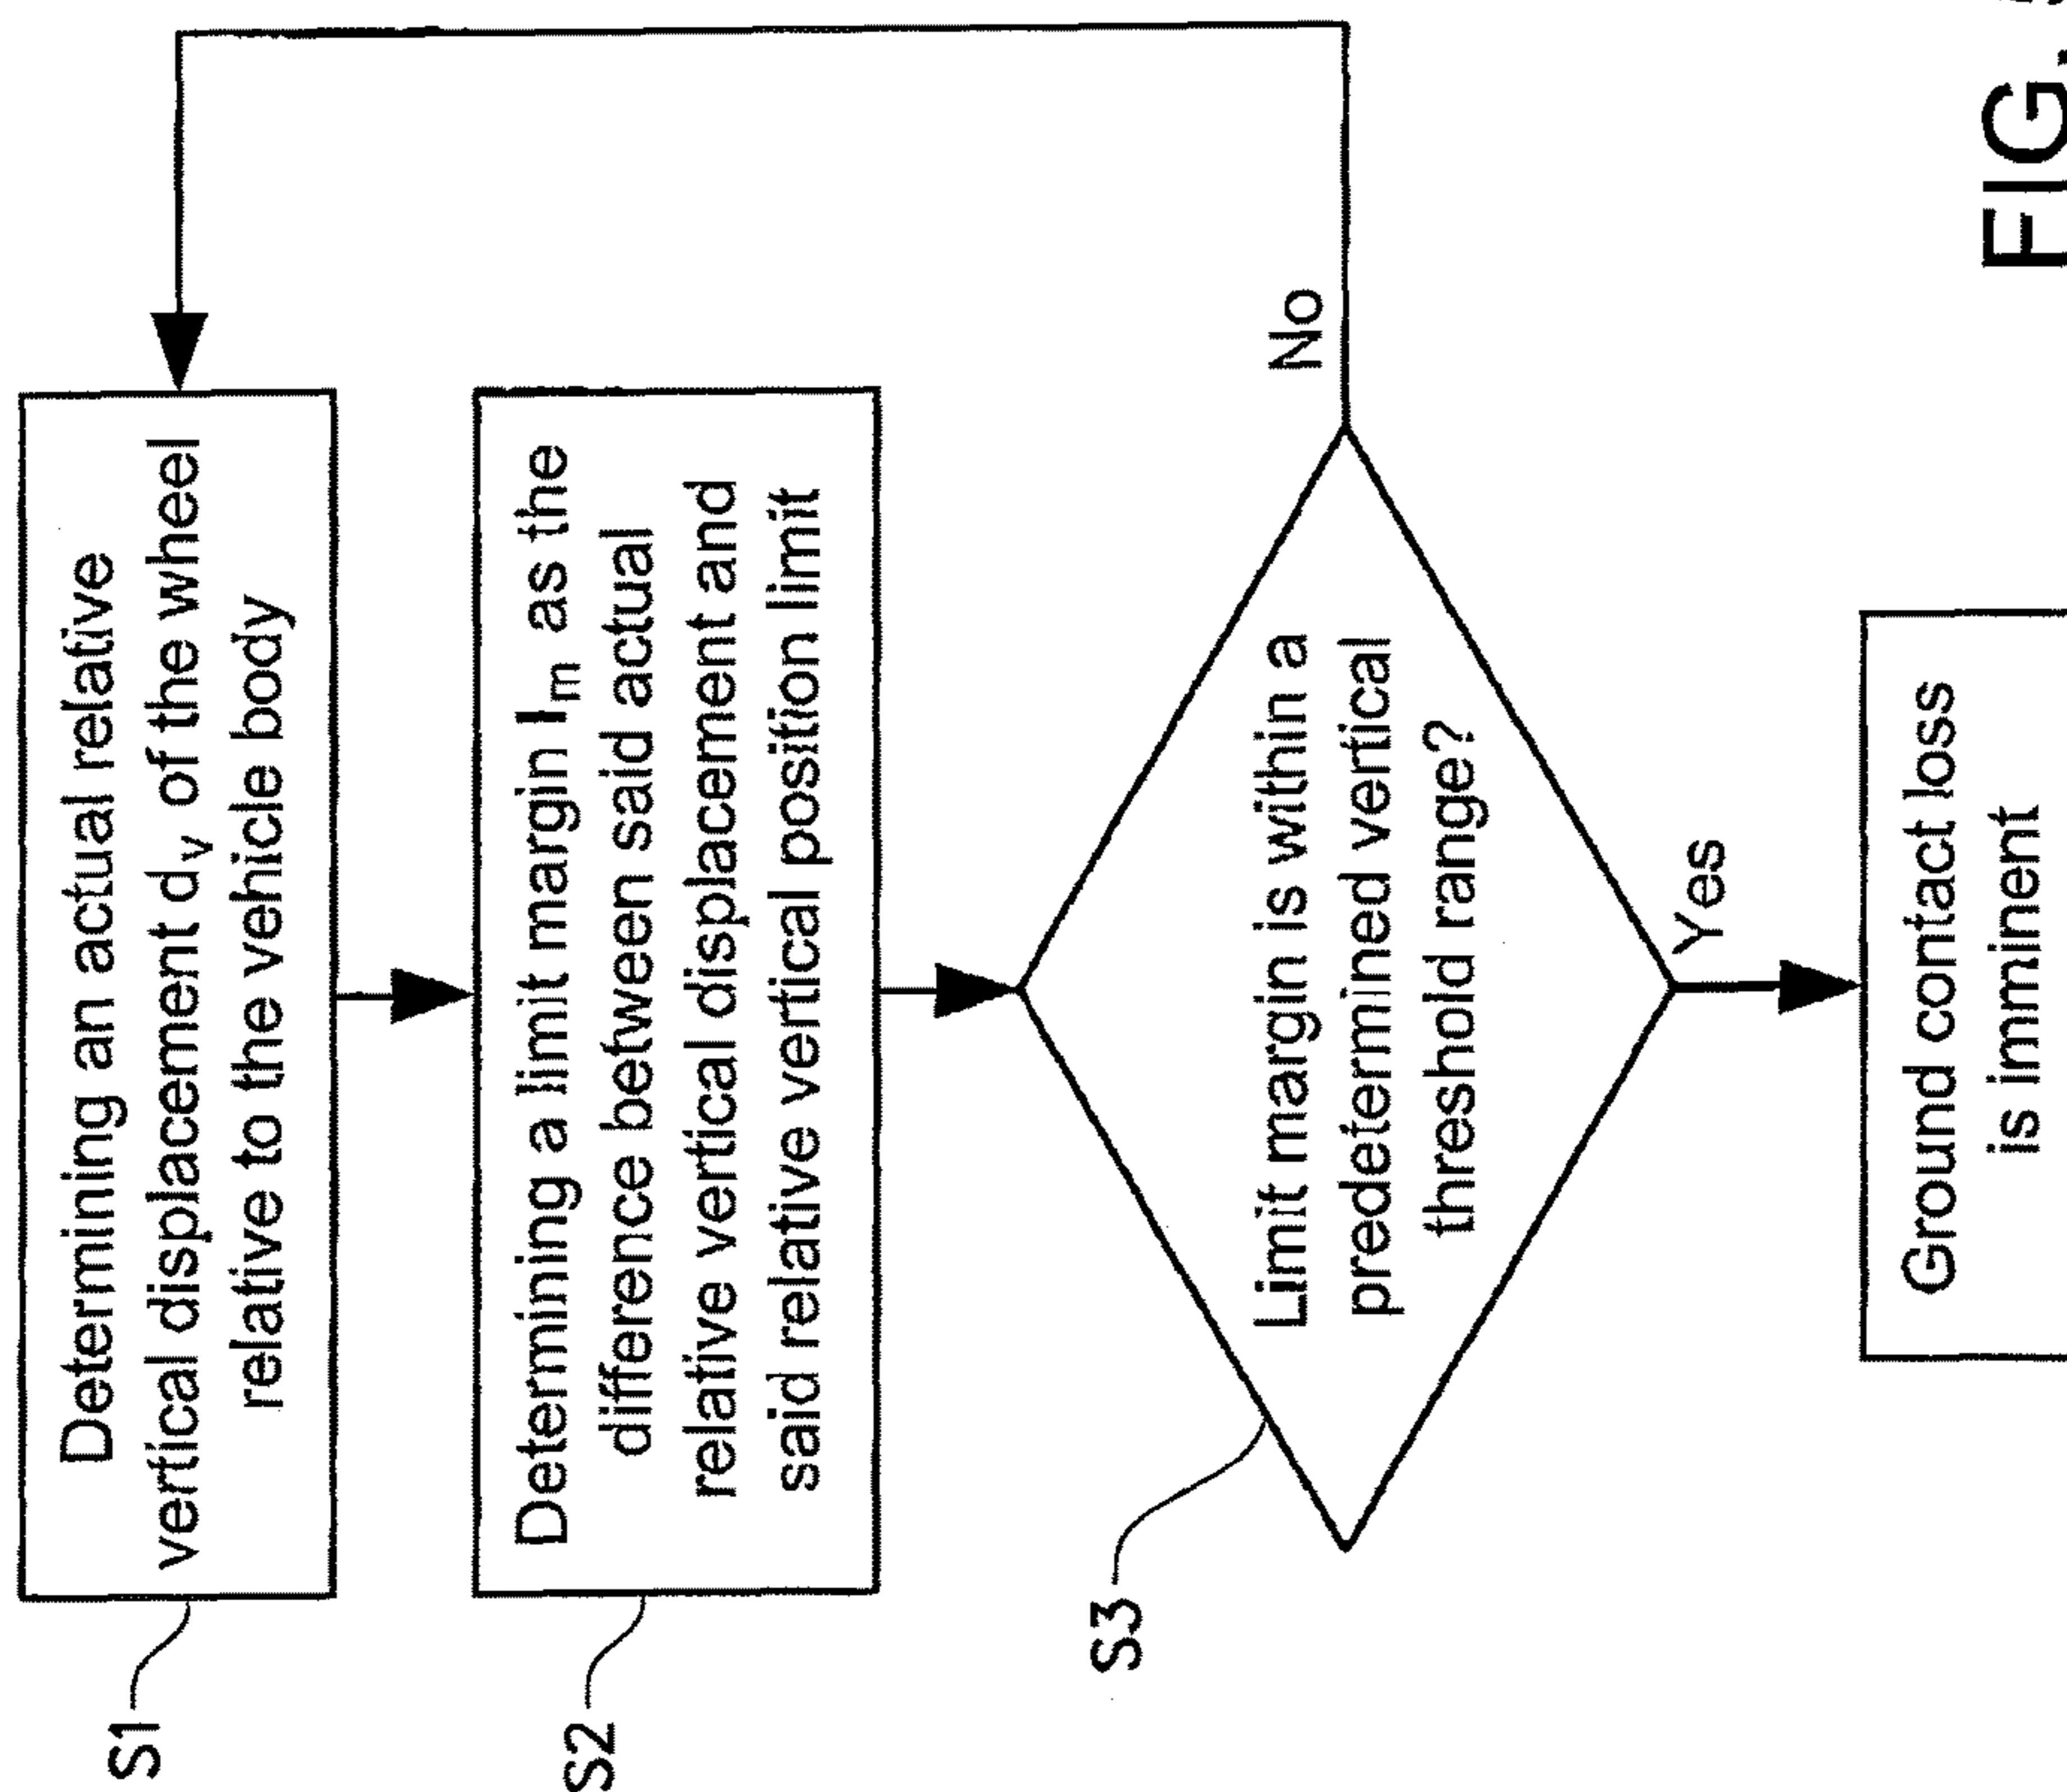 S1
Determining an actual relative
vertical displacement dv of the wheel
relative to the vehicle body
S2
Determining a limit margin lm as the
difference between said actual
relative vertical displacement and
said relative vertical position limit
S3
Limit margin is within a
predetermined vertical
threshold range?
No
Yes
Ground contact loss
is imminent
FIG.